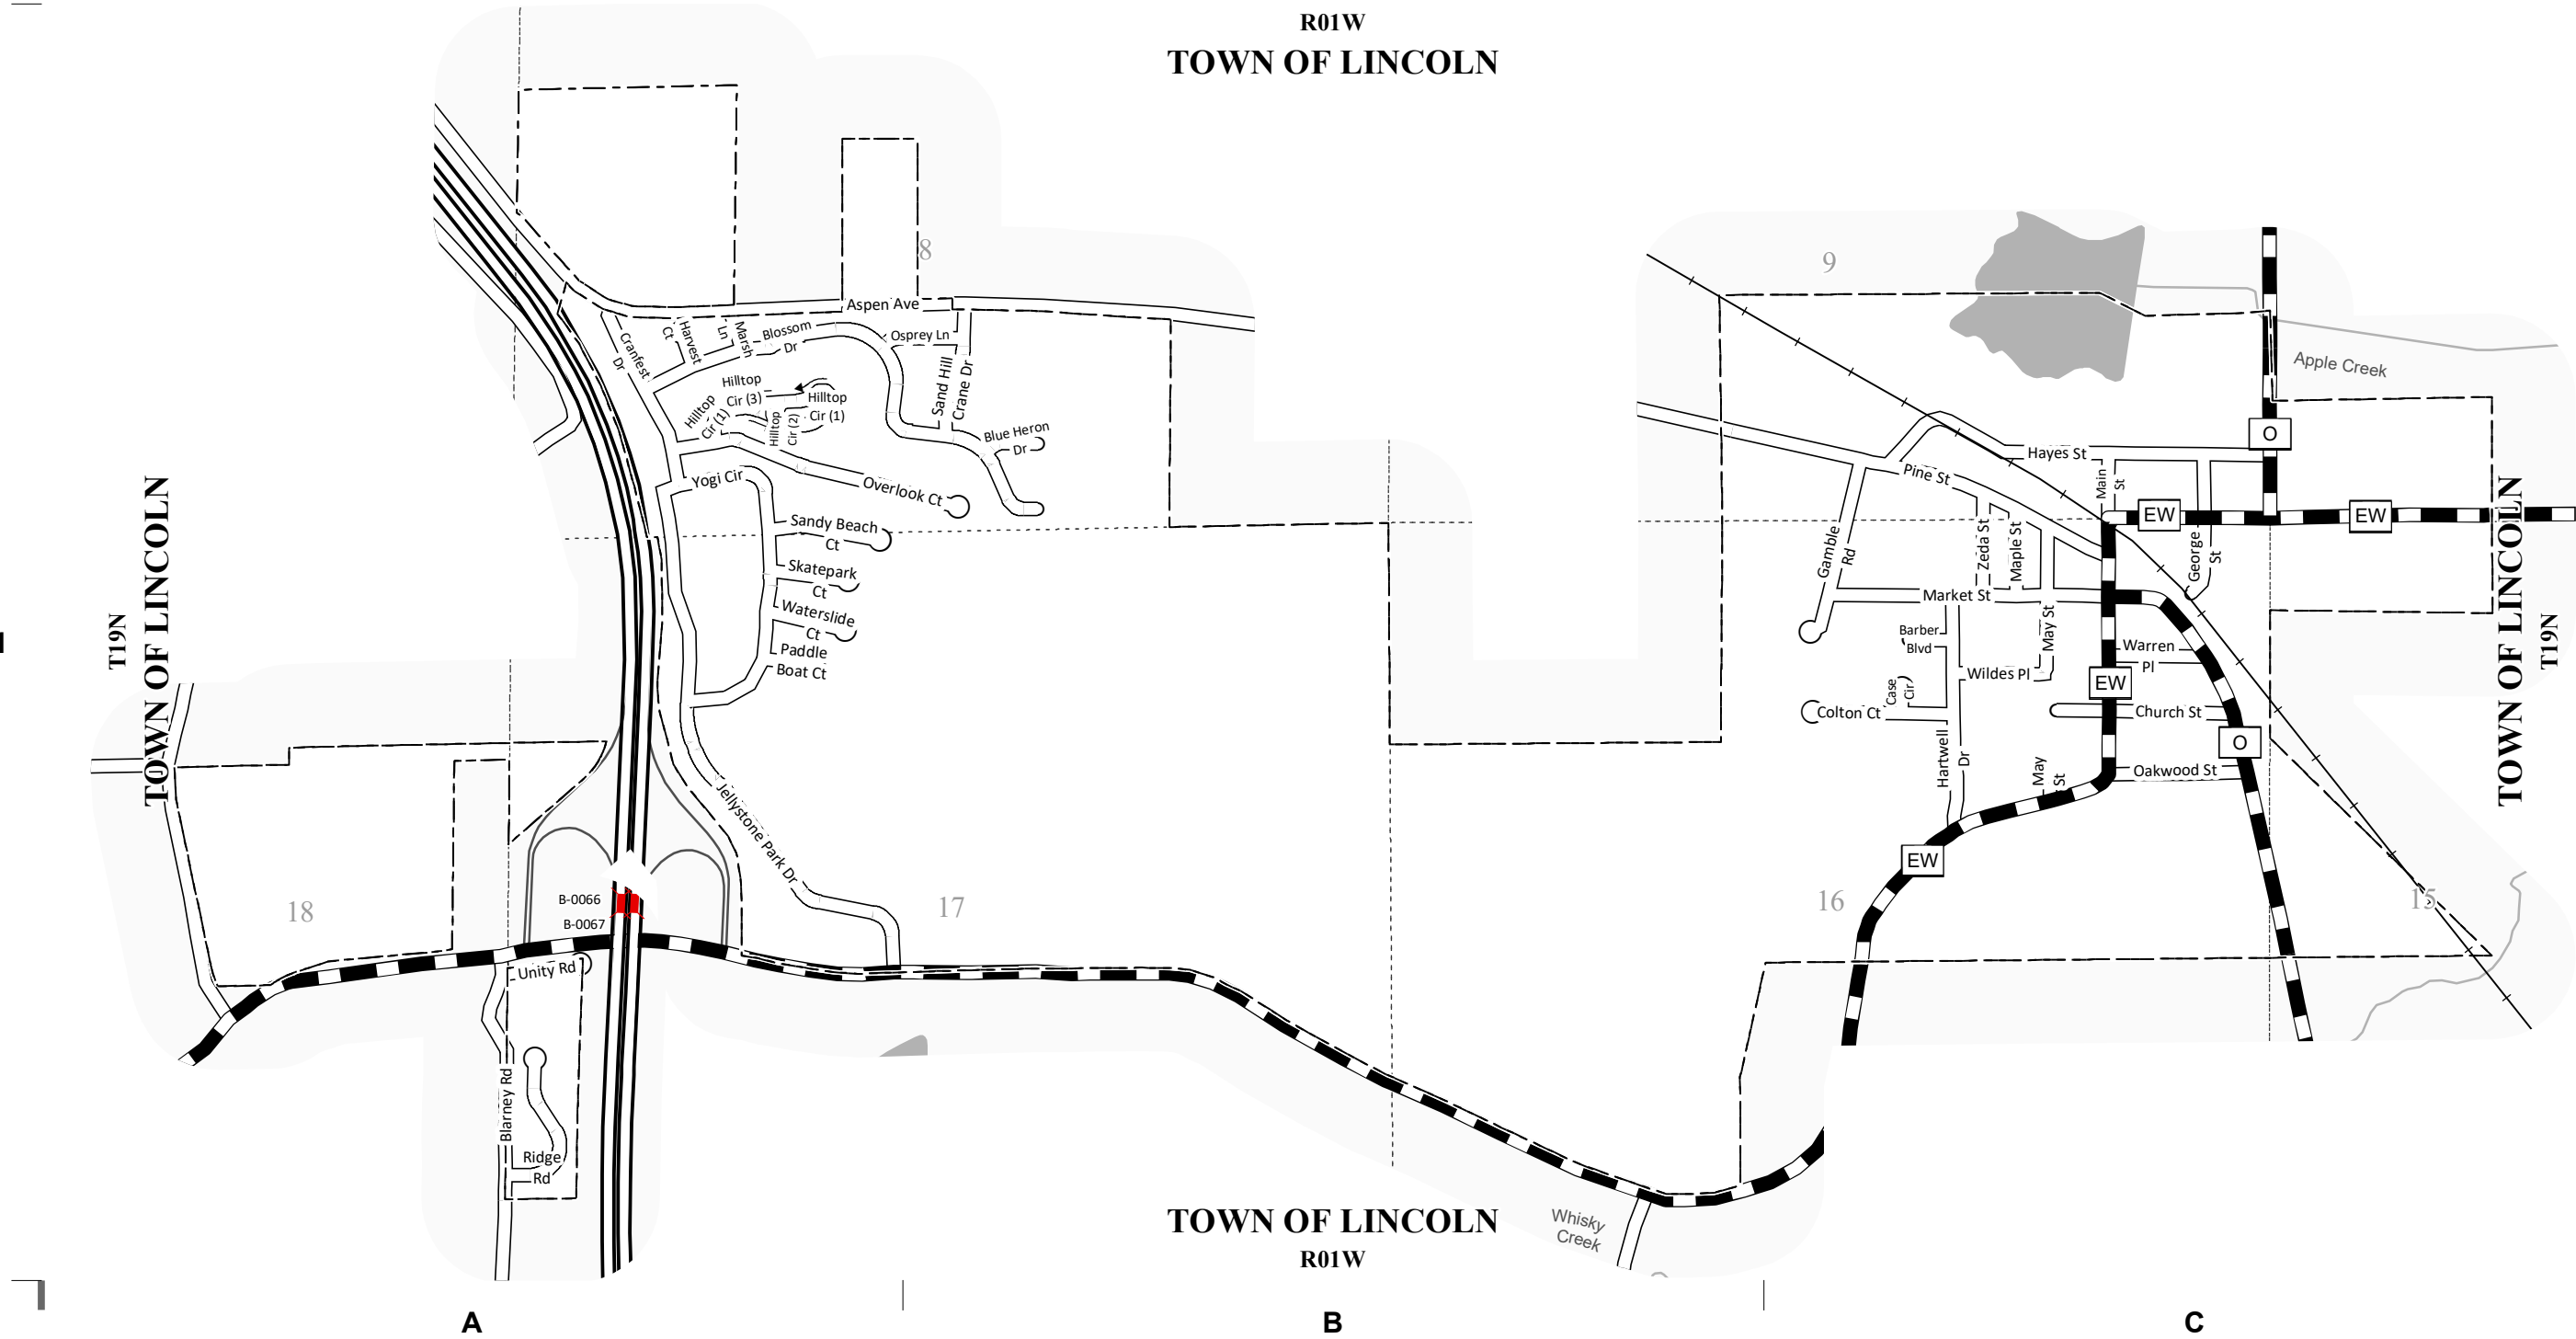 R01W
TOWN OF LINCOLN
8
9
Aspen Ave
Cranfest
Dr
Harvest
Ct
Marsh
Ln
Blossom
Dr
Osprey Ln
Sand Hill
Crane Dr
Hilltop
Cir (3)
Hilltop
Cir (1)
Hilltop
Cir (2)
Hilltop
Cir (1)
Blue Heron
Dr
Overlook Ct
Yogi Cir
Sandy Beach
Ct
Skatepark
Ct
Waterslide
Ct
Paddle
Boat Ct
Jellystone Park Dr
Apple Creek
O
Hayes St
Main
St
Pine St
EW
EW
George
St
Gamble
Rd
Zeda St
Maple St
Market St
May St
Barber
Blvd
Wildes Pl
Case
Cir
Colton Ct
Hartwell
Dr
May
St
Warren
Pl
EW
Church St
O
Oakwood St
EW
T19N
TOWN OF LINCOLN
TOWN OF LINCOLN
T19N
18
17
16
15
B-0066
B-0067
Unity Rd
Blarney Rd
Ridge
Rd
Whisky
Creek
TOWN OF LINCOLN
R01W
A
B
C